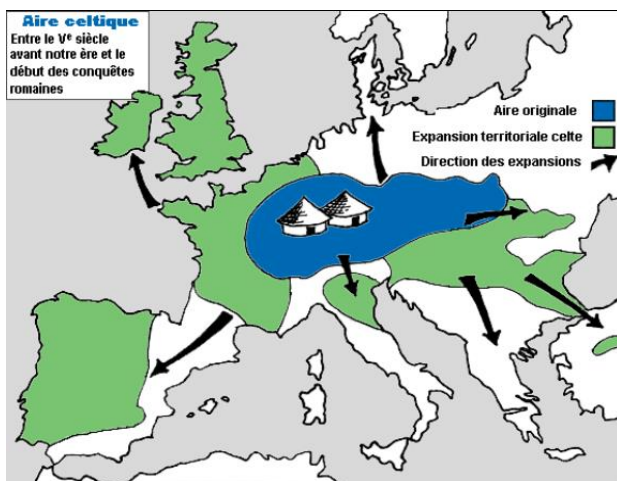 Aire celtique
Entre le Vᵉ siècle
avant notre ère et le
début des conquêtes
romaines
Aire originale
Expansion territoriale celte
Direction des expansions